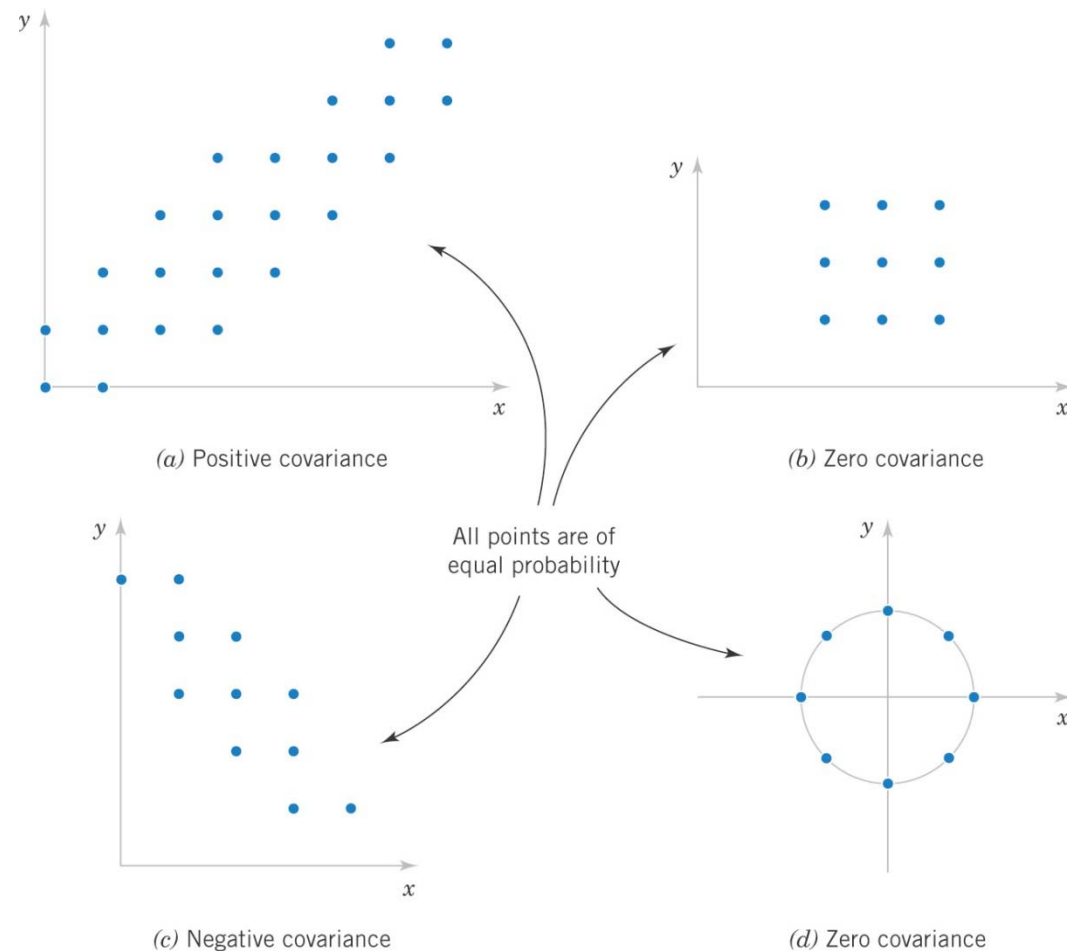 y
x
(a) Positive covariance
y
x
(b) Zero covariance
All points are of
equal probability
y
x
(c) Negative covariance
y
x
(d) Zero covariance